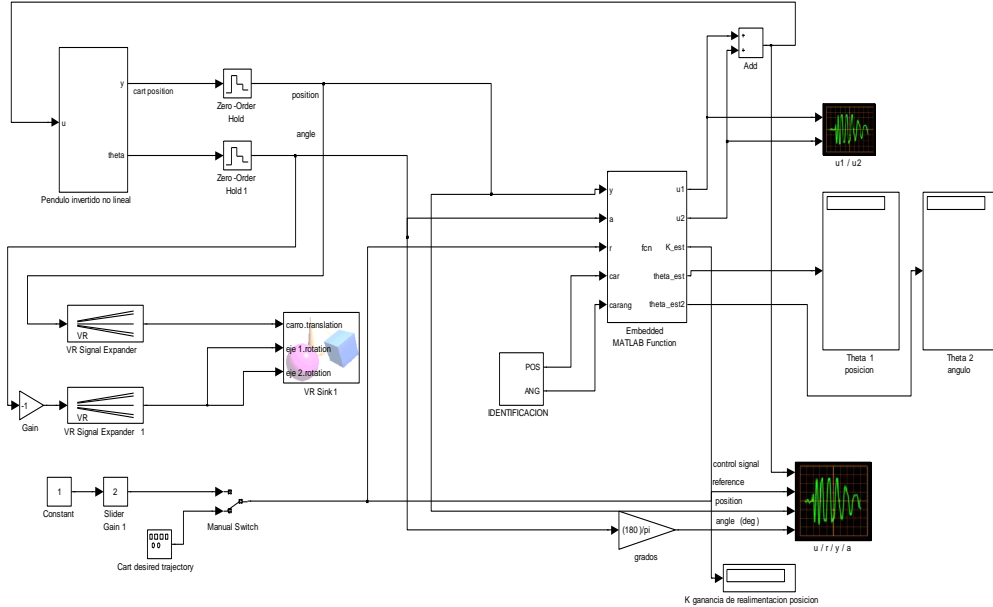 Add
y
cart position
Zero -Order
Hold
position
u
angle
theta
Zero -Order
Hold 1
Pendulo invertido no lineal
u1 / u2
y
u1
a
u2
r
fcn
K_est
car
theta_est
carang
theta_est2
Embedded
MATLAB Function
Theta 1
posicion
Theta 2
angulo
VR
VR Signal Expander
carro.translation
eje 1.rotation
eje 2.rotation
VR Sink1
POS
ANG
IDENTIFICACION
-1
Gain
VR
VR Signal Expander 1
control signal
reference
position
angle (deg)
u / r / y / a
1
Constant
2
Slider
Gain 1
Manual Switch
Cart desired trajectory
(180)/pi
grados
K ganancia de realimentacion posicion